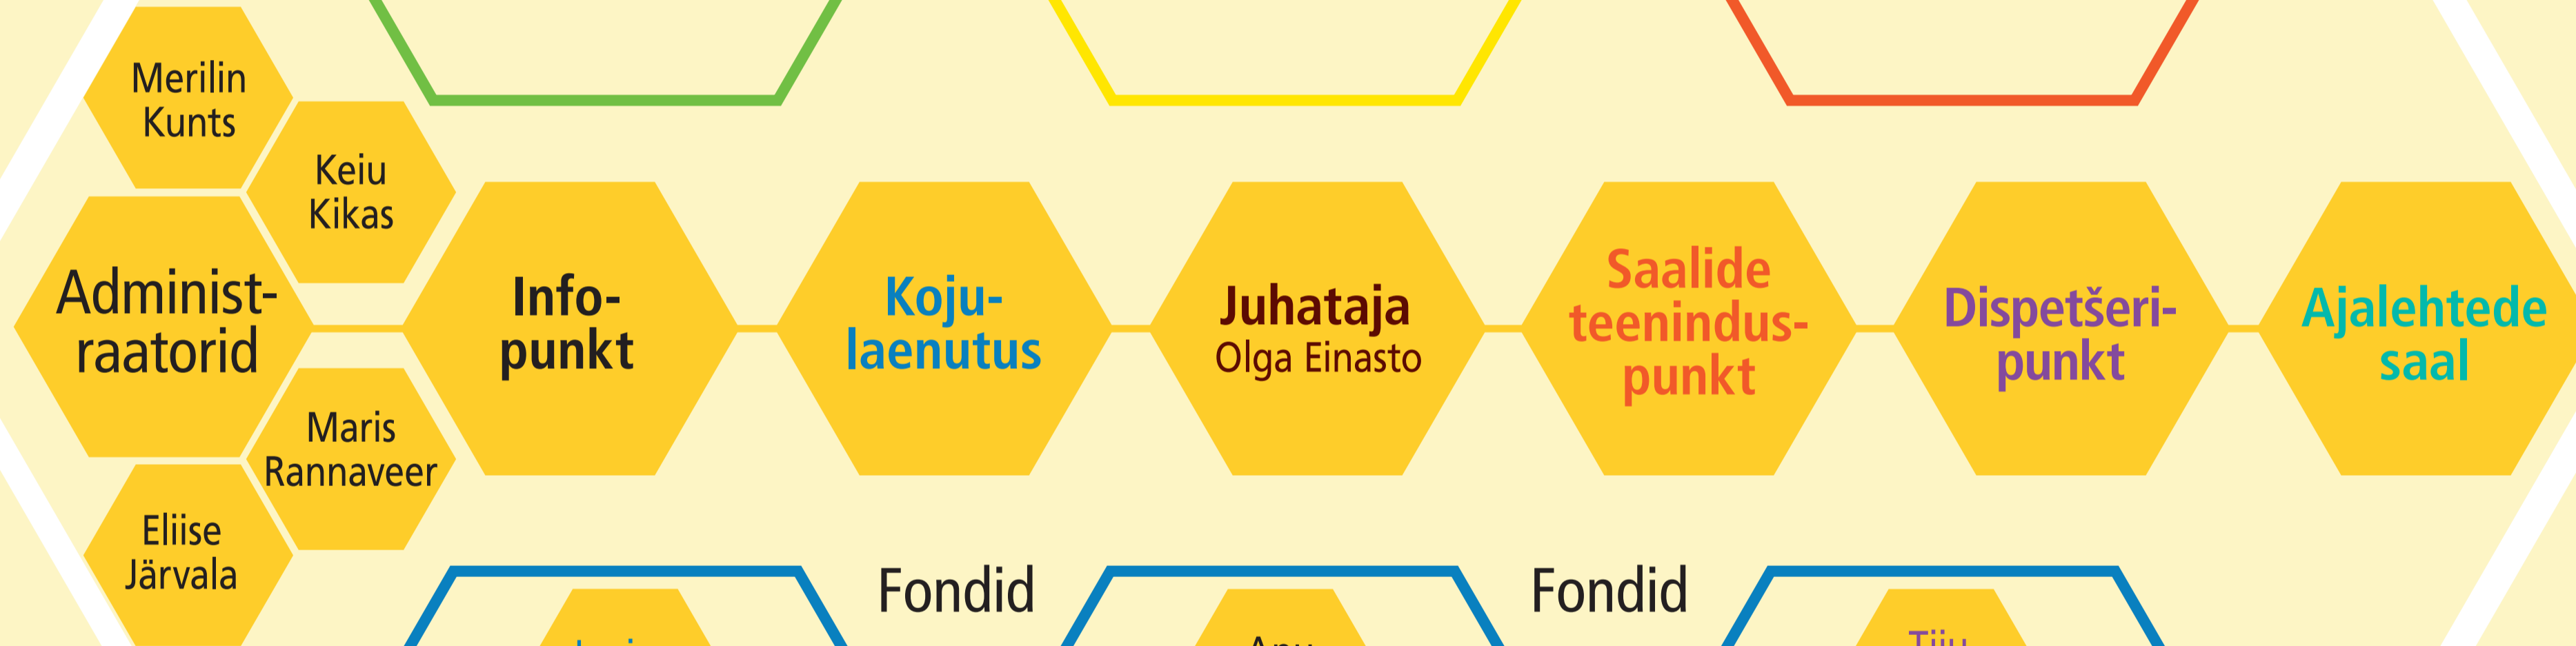 Merilin
Kunts
Keiu
Kikas
Administ-
raatorid
Maris
Rannaveer
Eliise
Järvala
Info-
punkt
Koju-
laenutus
Juhataja
Olga Einasto
Saalide
teenindus-
punkt
Dispetšeri-
punkt
Ajalehtede
saal
Fondid
Fondid